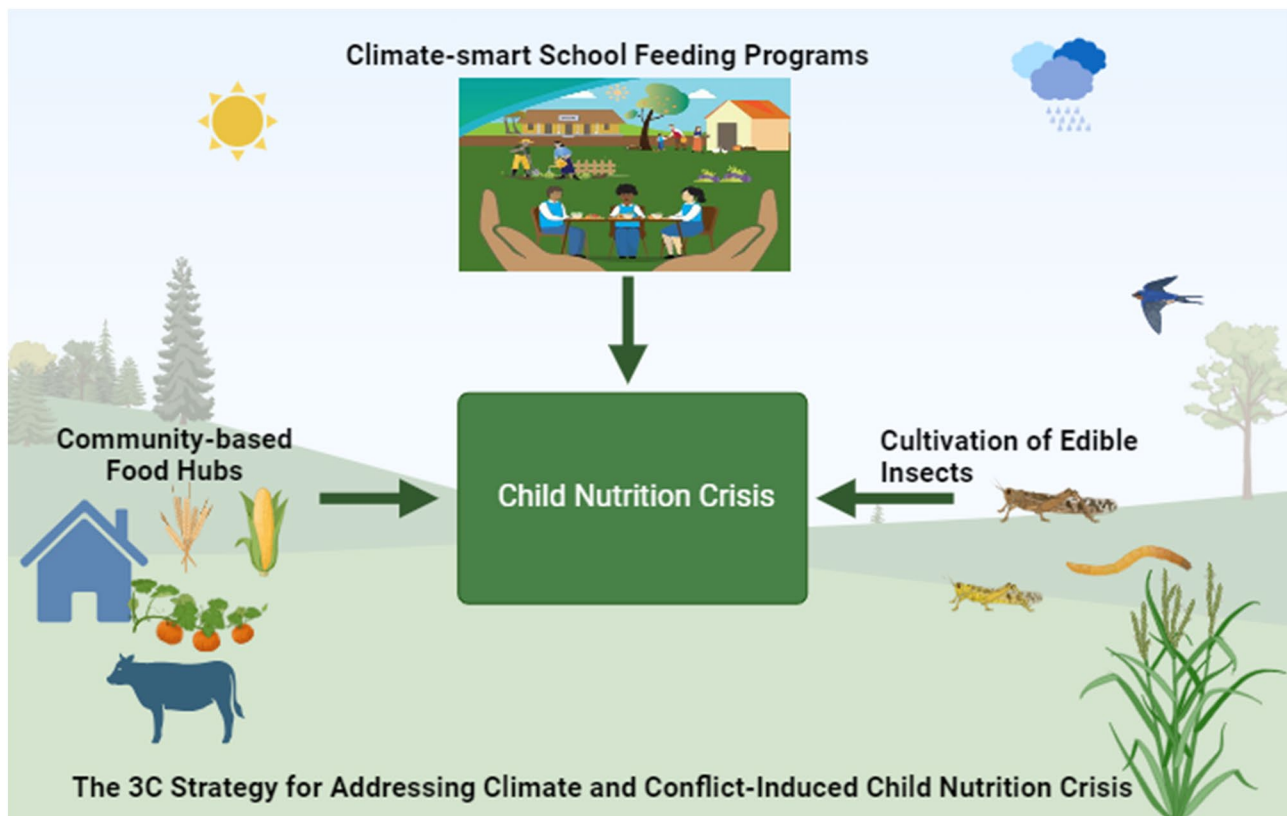 Climate-smart School Feeding Programs
Community-based
Food Hubs
Child Nutrition Crisis
Cultivation of Edible
Insects
The 3C Strategy for Addressing Climate and Conflict-Induced Child Nutrition Crisis